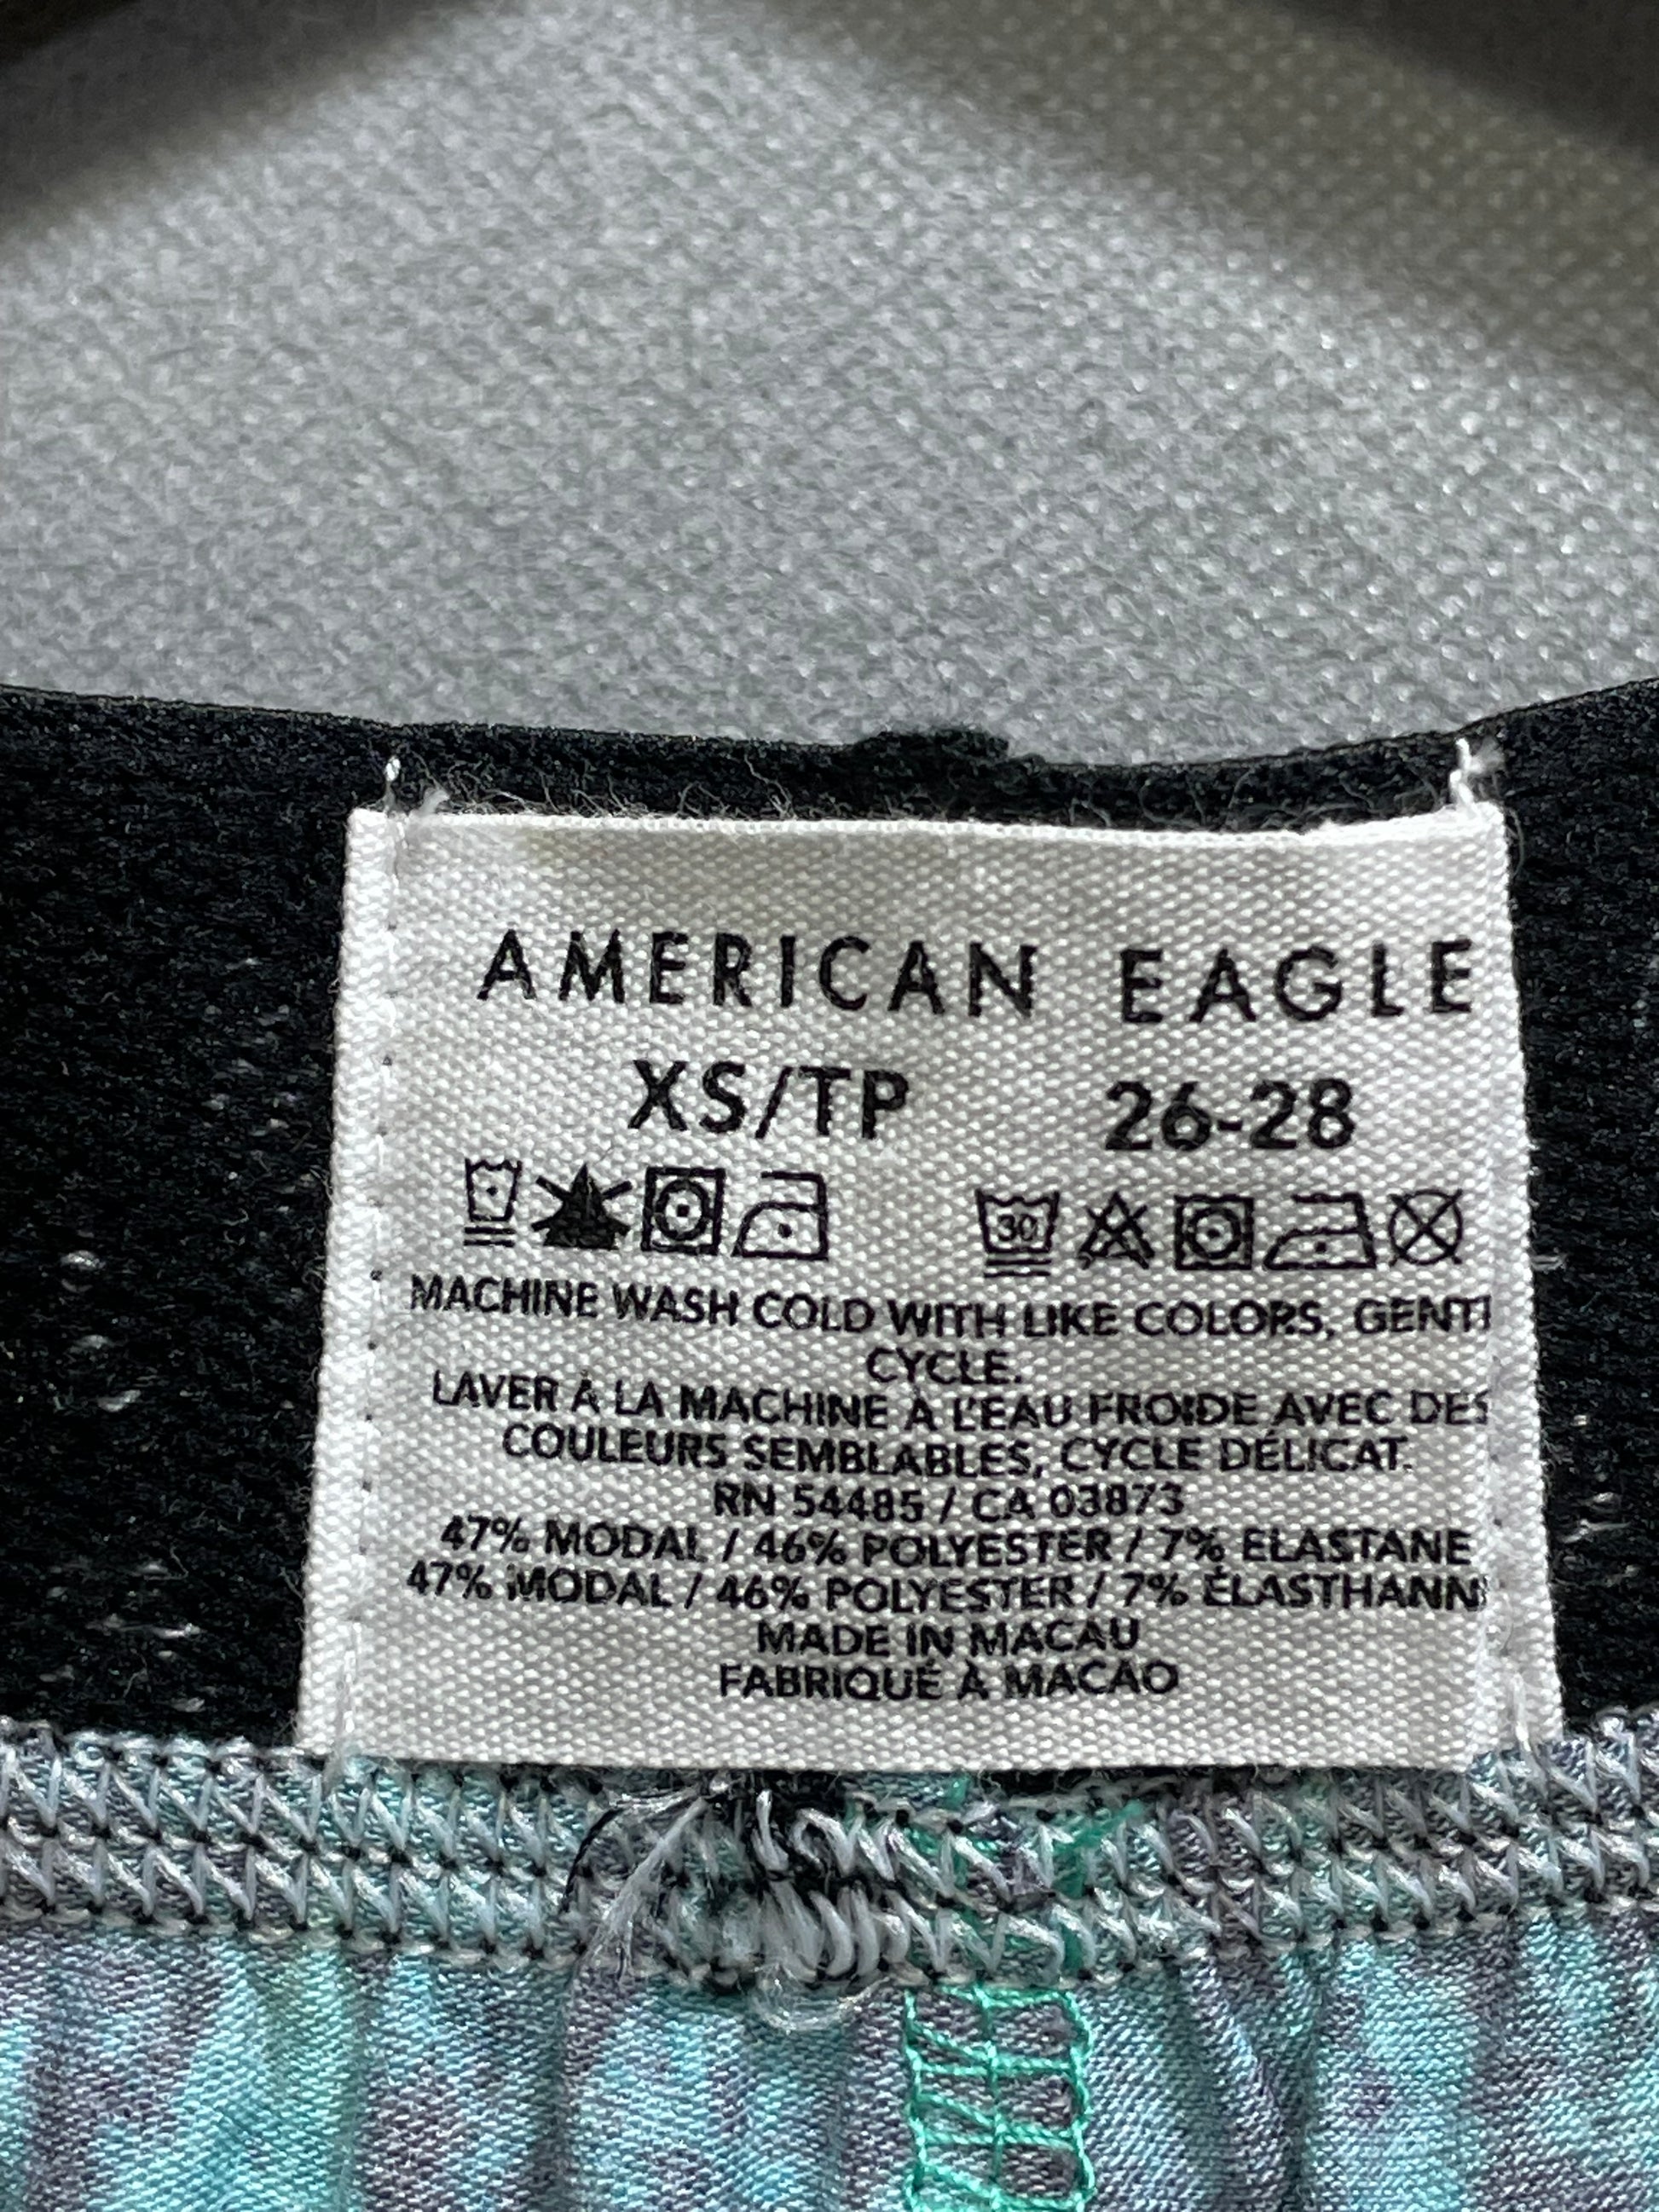 AMERICAN EAGLE
XS/TP 26-28
30
MACHINE WASH COLD WITH LIKE COLORS, GENTL
CYCLE.
LAVER À LA MACHINE À L'EAU FROIDE AVEC DES
COULEURS SEMBLABLES, CYCLE DÉLICAT.
RN 54485 / CA 03873
47% MODAL / 46% POLYESTER / 7% ELASTANE
47% MODAL / 46% POLYESTER / 7% ÉLASTHANN
MADE IN MACAU
FABRIQUÉ À MACAO